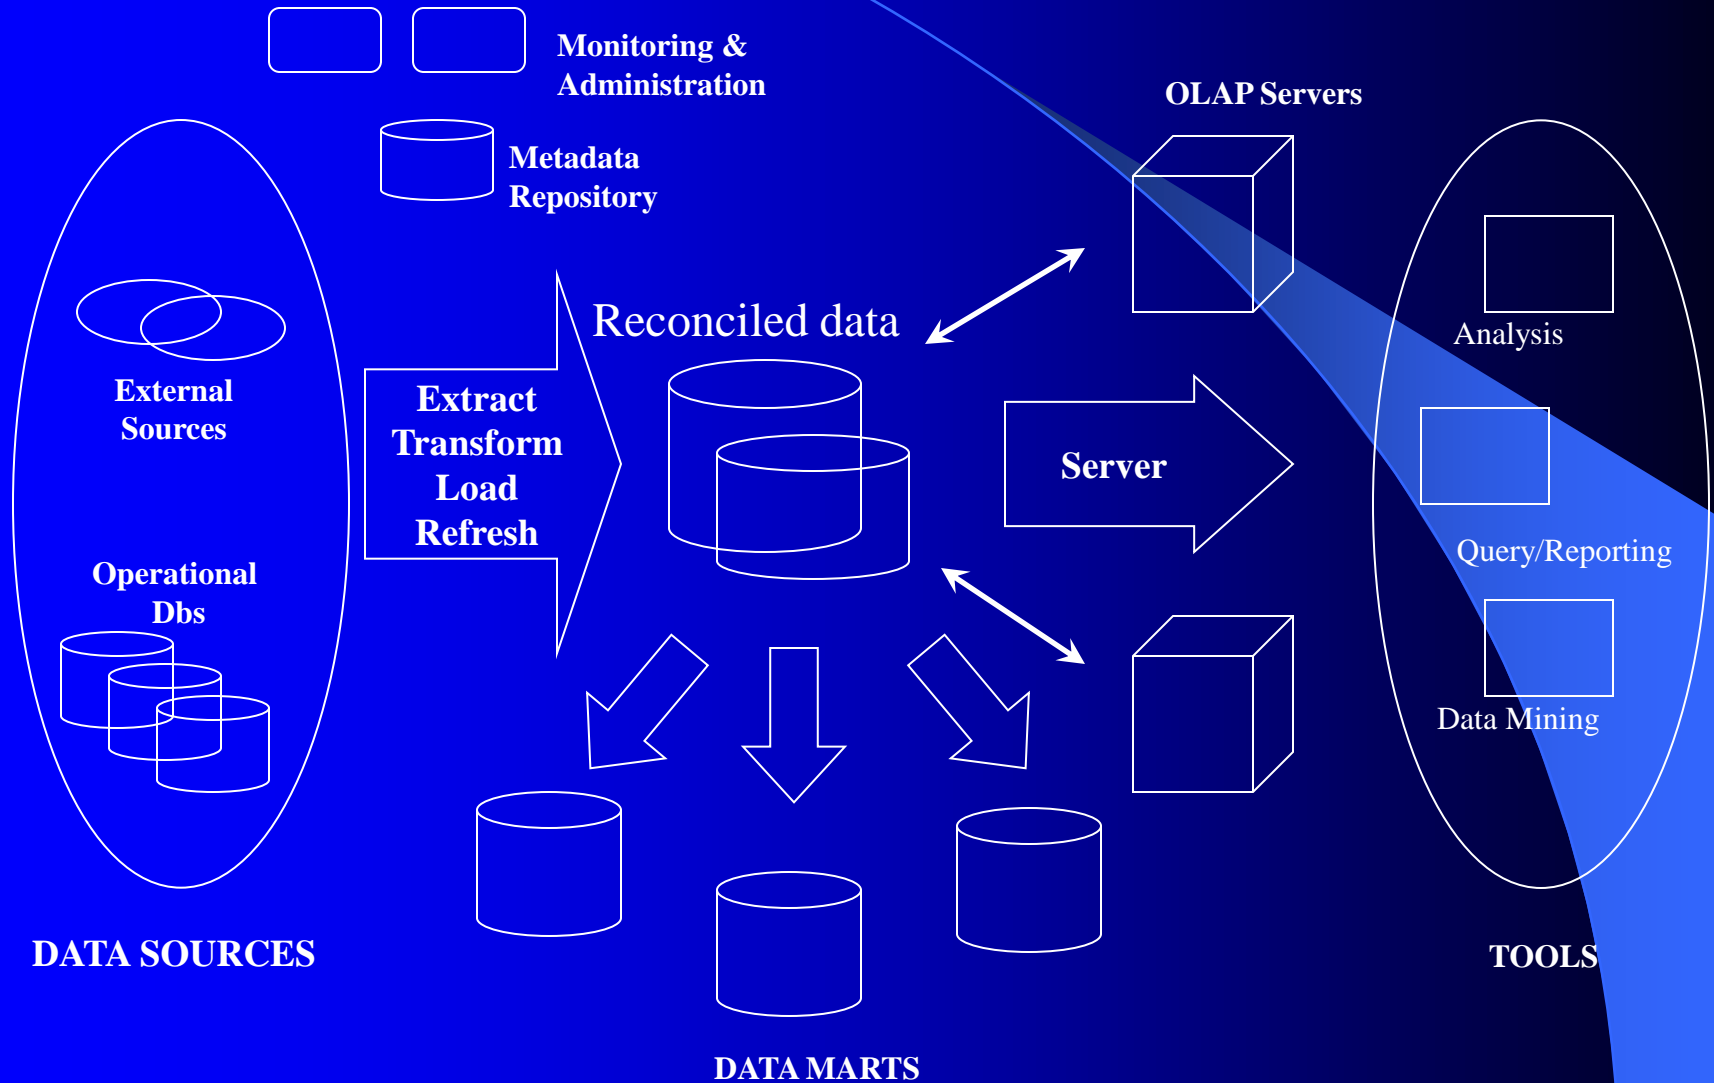 Monitoring &
Administration
OLAP Servers
Metadata
Repository
Reconciled data
Analysis
External
Sources
Extract
Transform
Load
Refresh
Server
Query/Reporting
Operational
Dbs
Data Mining
DATA SOURCES
TOOLS
DATA MARTS